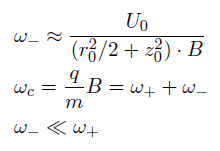 ω₋ ≈ U₀ / ((r₀²/2 + z₀²) · B)
ω_c = q/m B = ω₊ + ω₋
ω₋ ≪ ω₊